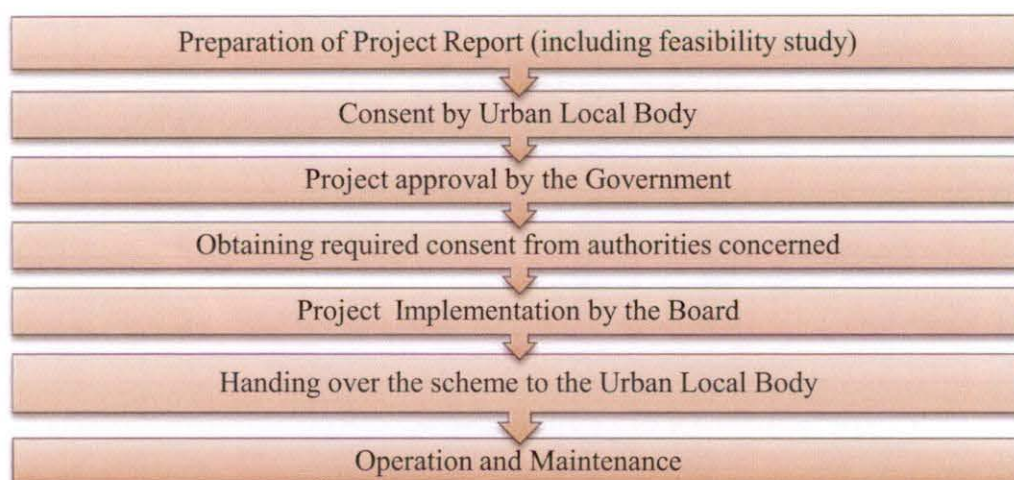 Preparation of Project Report (including feasibility study)
Consent by Urban Local Body
Project approval by the Government
Obtaining required consent from authorities concerned
Project Implementation by the Board
Handing over the scheme to the Urban Local Body
Operation and Maintenance